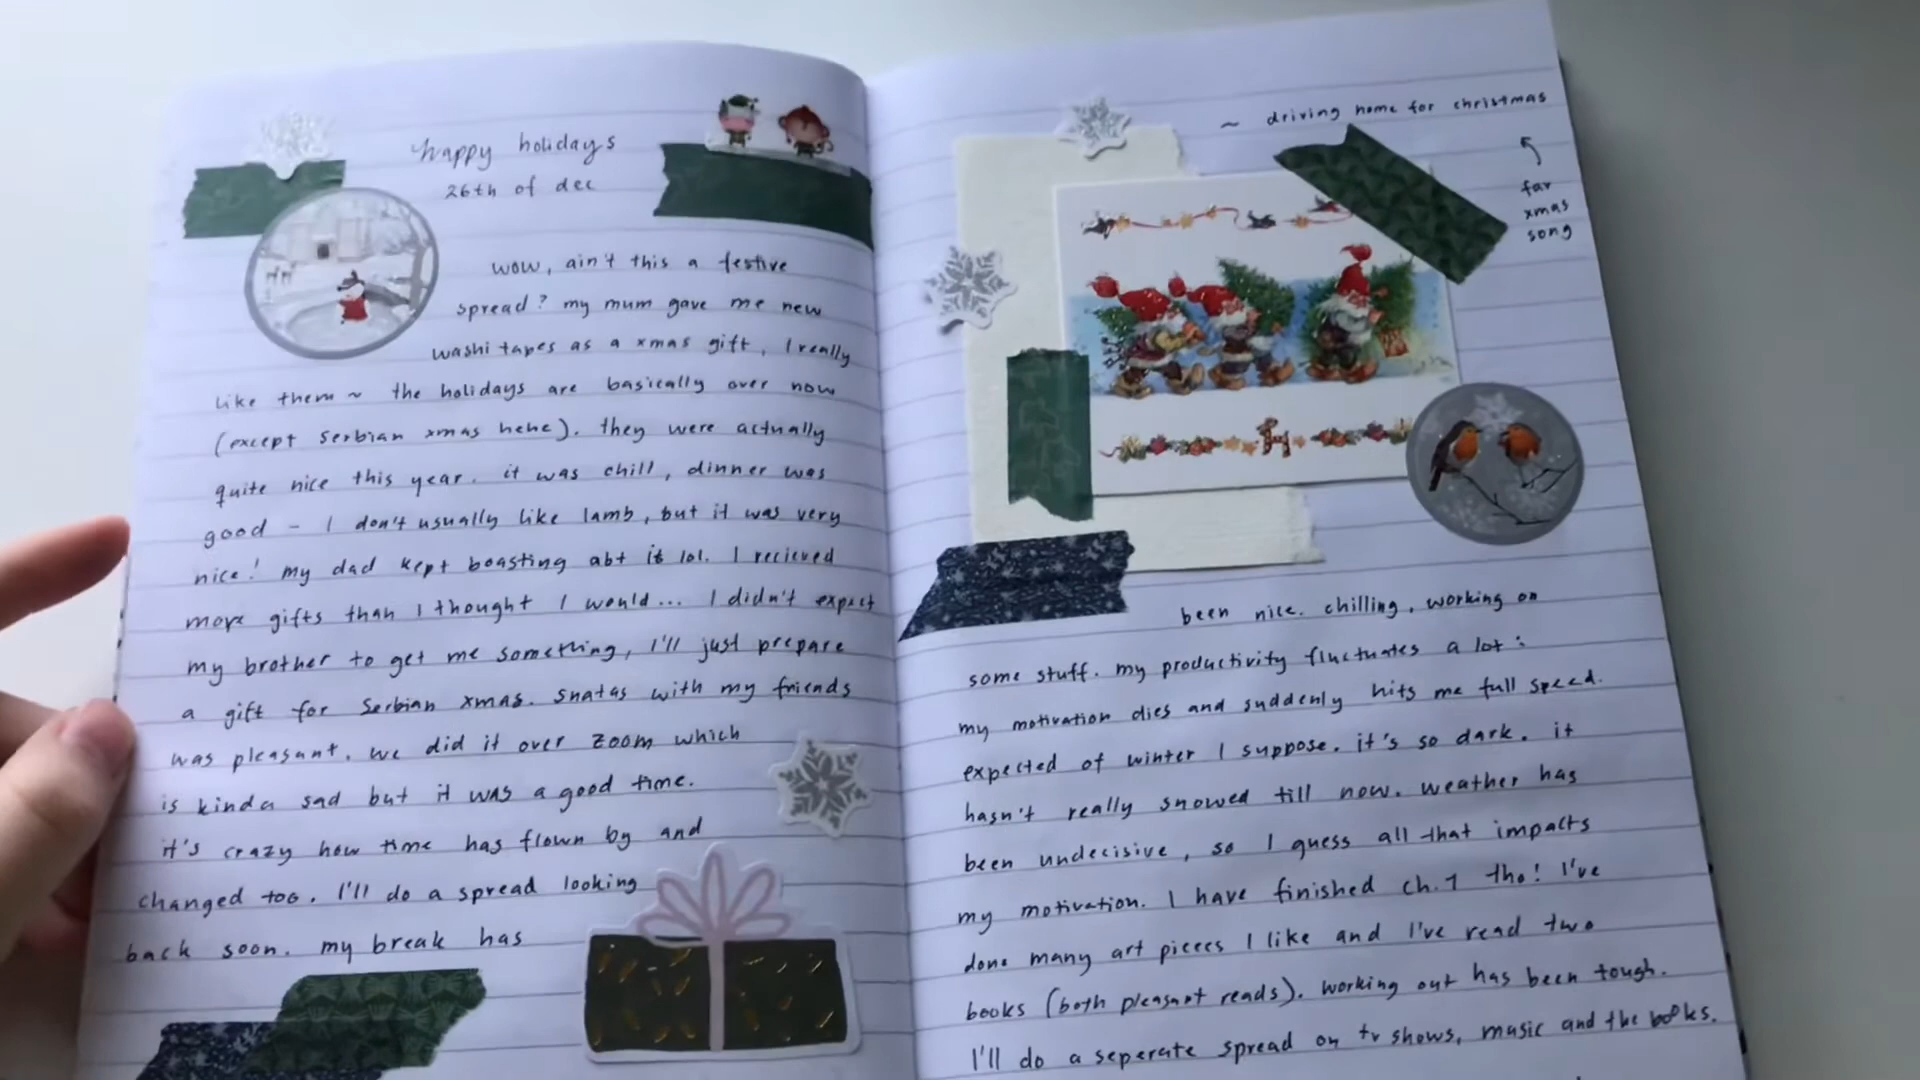 happy holidays
26th of dec
wow, ain't this a festive
spread? my mum gave me new
washi tapes as a xmas gift, I really
like them ~ the holidays are basically over now
(except Serbian xmas hehe). they were actually
quite nice this year. it was chill, dinner was
good - I don't usually like lamb, but it was very
nice! my dad kept boasting abt it lol. I recieved
more gifts than I thought I would... I didn't expect
my brother to get me something, I'll just prepare
a gift for Serbian xmas. snatas with my friends
was pleasant. we did it over zoom which
is kinda sad but it was a good time.
it's crazy how time has flown by and
changed too. I'll do a spread looking
back soon. my break has
~ driving home for christmas
fav
xmas
song
been nice. chilling, working on
some stuff. my productivity fluctuates a lot:
my motivation dies and suddenly hits me full speed.
expected of winter I suppose. it's so dark. it
hasn't really snowed till now. weather has
been undecisive, so I guess all that impacts
my motivation. I have finished ch.1 tho! I've
done many art pieces I like and I've read two
books (both pleasant reads). working out has been tough.
I'll do a seperate spread on tv shows, music and the books.